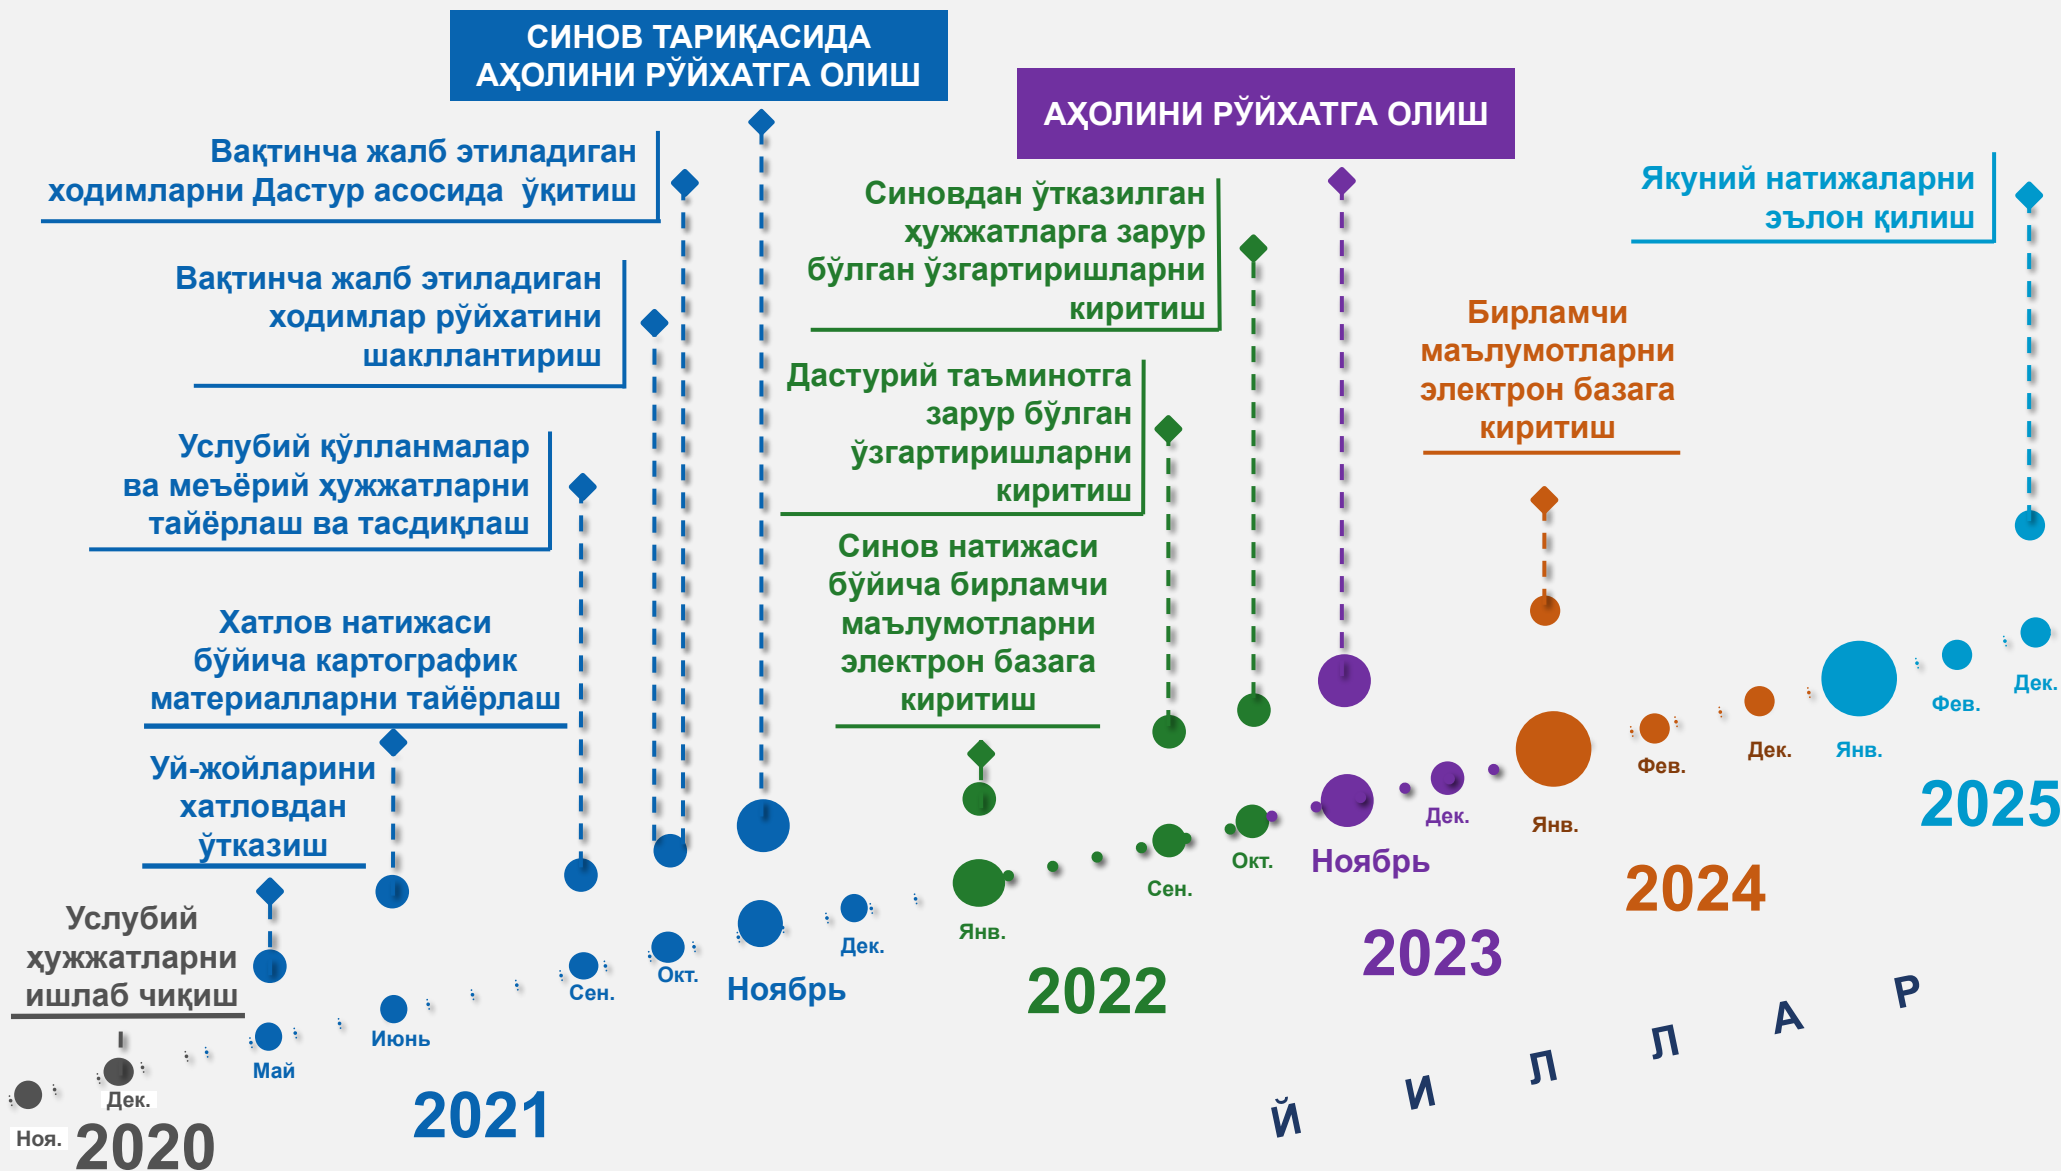 СИНОВ ТАРИҚАСИДА
АҲОЛИНИ РЎЙХАТГА ОЛИШ
АҲОЛИНИ РЎЙХАТГА ОЛИШ
Вақтинча жалб этиладиган
ходимларни Дастур асосида ўқитиш
Вақтинча жалб этиладиган
ходимлар рўйхатини
шакллантириш
Услубий қўлланмалар
ва меъёрий ҳужжатларни
тайёрлаш ва тасдиқлаш
Хатлов натижаси
бўйича картографик
материалларни тайёрлаш
Уй-жойларини
хатловдан
ўтказиш
Услубий
ҳужжатларни
ишлаб чиқиш
Синовдан ўтказилган
ҳужжатларга зарур
бўлган ўзгартиришларни
киритиш
Дастурий таъминотга
зарур бўлган
ўзгартиришларни
киритиш
Синов натижаси
бўйича бирламчи
маълумотларни
электрон базага
киритиш
Бирламчи
маълумотларни
электрон базага
киритиш
Якуний натижаларни
эълон қилиш
Ноя.
Дек.
2020
Май
Июнь
Сен.
Окт.
Ноябрь
Дек.
2021
Янв.
Сен.
Окт.
2022
Ноябрь
Дек.
2023
Янв.
Фев.
Дек.
2024
Янв.
Фев.
Дек.
2025
Й И Л Л А Р